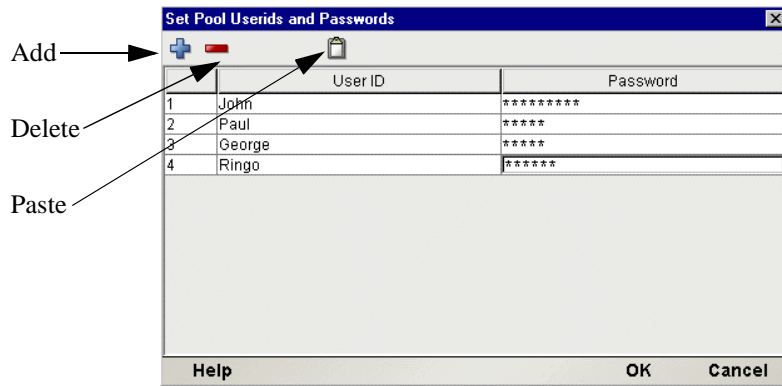 Set Pool Userids and Passwords
Add
User ID Password
1 John *********
Delete
2 Paul *****
3 George *****
4 Ringo ******
Paste
Help OK Cancel